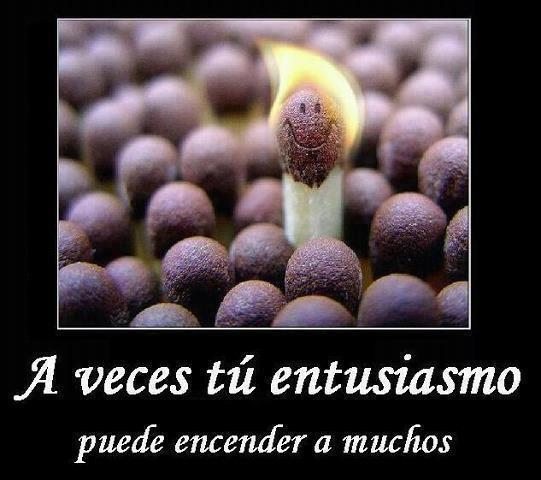 A veces tú entusiasmo
puede encender a muchos